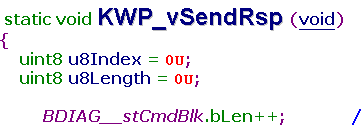 static void KWP_vSendRsp (void)
{
uint8 u8Index = 0U;
uint8 u8Length = 0U;
BDIAG__stCmdBlk.bLen++; /